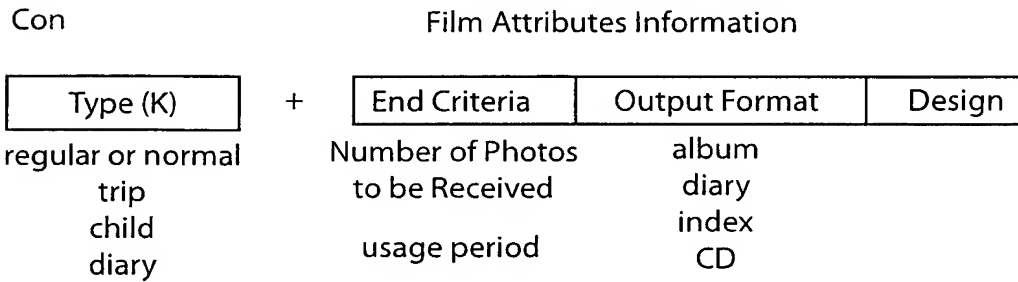 Con
Film Attributes Information
Type (K) + End Criteria Output Format Design
regular or normal
trip
child
diary
Number of Photos
to be Received
usage period
album
diary
index
CD